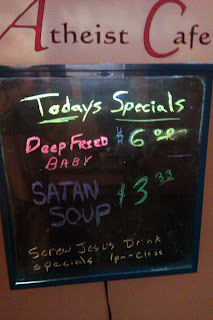 Atheist Cafe
Todays Specials
Deep Fried $6.00
Baby
Satan $3.33
Soup
Screw Jesus Drink
specials 1pm-Close